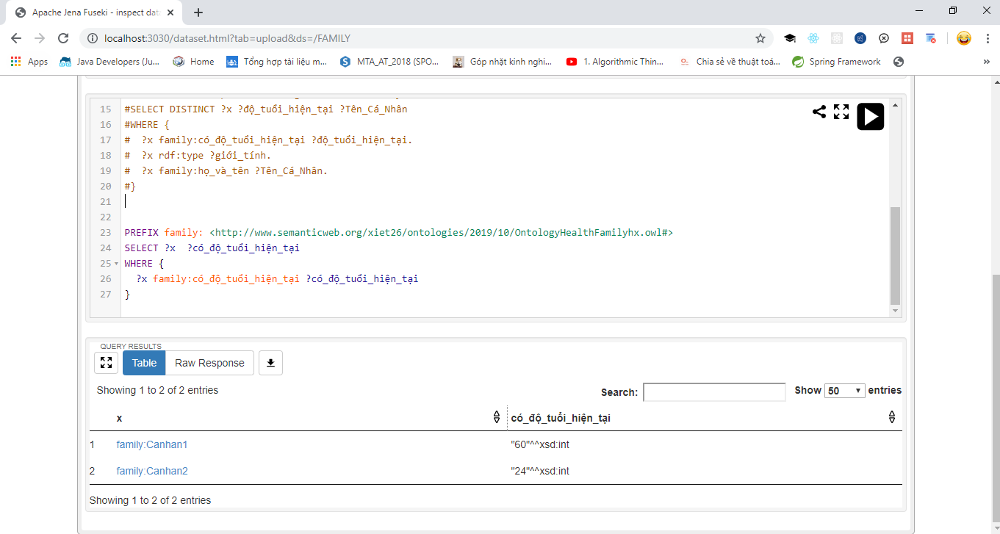 Apache Jena Fuseki - inspect data
localhost:3030/dataset.html?tab=upload&ds=/FAMILY
Apps Java Developers (Ju... Home Tổng hợp tài liệu m... MTA_AT_2018 (SPO... Góp nhặt kinh nghi... 1. Algorithmic Thin... Chia sẻ về thuật toá... Spring Framework »
15 #SELECT DISTINCT ?x ?độ_tuổi_hiện_tại ?Tên_Cá_Nhân
16 #WHERE {
17 #  ?x family:có_độ_tuổi_hiện_tại ?độ_tuổi_hiện_tại.
18 #  ?x rdf:type ?giới_tính.
19 #  ?x family:họ_và_tên ?Tên_Cá_Nhân.
20 #}
21
22
23 PREFIX family: <http://www.semanticweb.org/xiet26/ontologies/2019/10/OntologyHealthFamilyhx.owl#>
24 SELECT ?x  ?có_độ_tuổi_hiện_tại
25 WHERE {
26   ?x family:có_độ_tuổi_hiện_tại ?có_độ_tuổi_hiện_tại
27 }
QUERY RESULTS
Table Raw Response
Showing 1 to 2 of 2 entries Search: Show 50 entries
x có_độ_tuổi_hiện_tại
1 family:Canhan1 "60"^^xsd:int
2 family:Canhan2 "24"^^xsd:int
Showing 1 to 2 of 2 entries